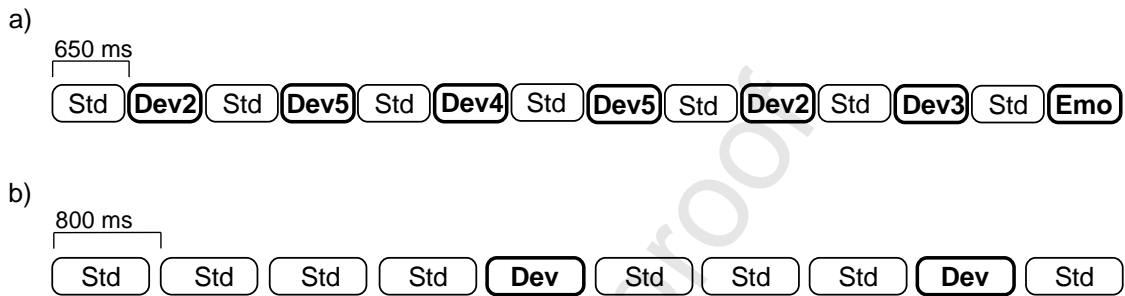 a)
650 ms
Std Dev2 Std Dev5 Std Dev4 Std Dev5 Std Dev2 Std Dev3 Std Emo
b)
800 ms
Std Std Std Std Dev Std Std Std Dev Std
proof